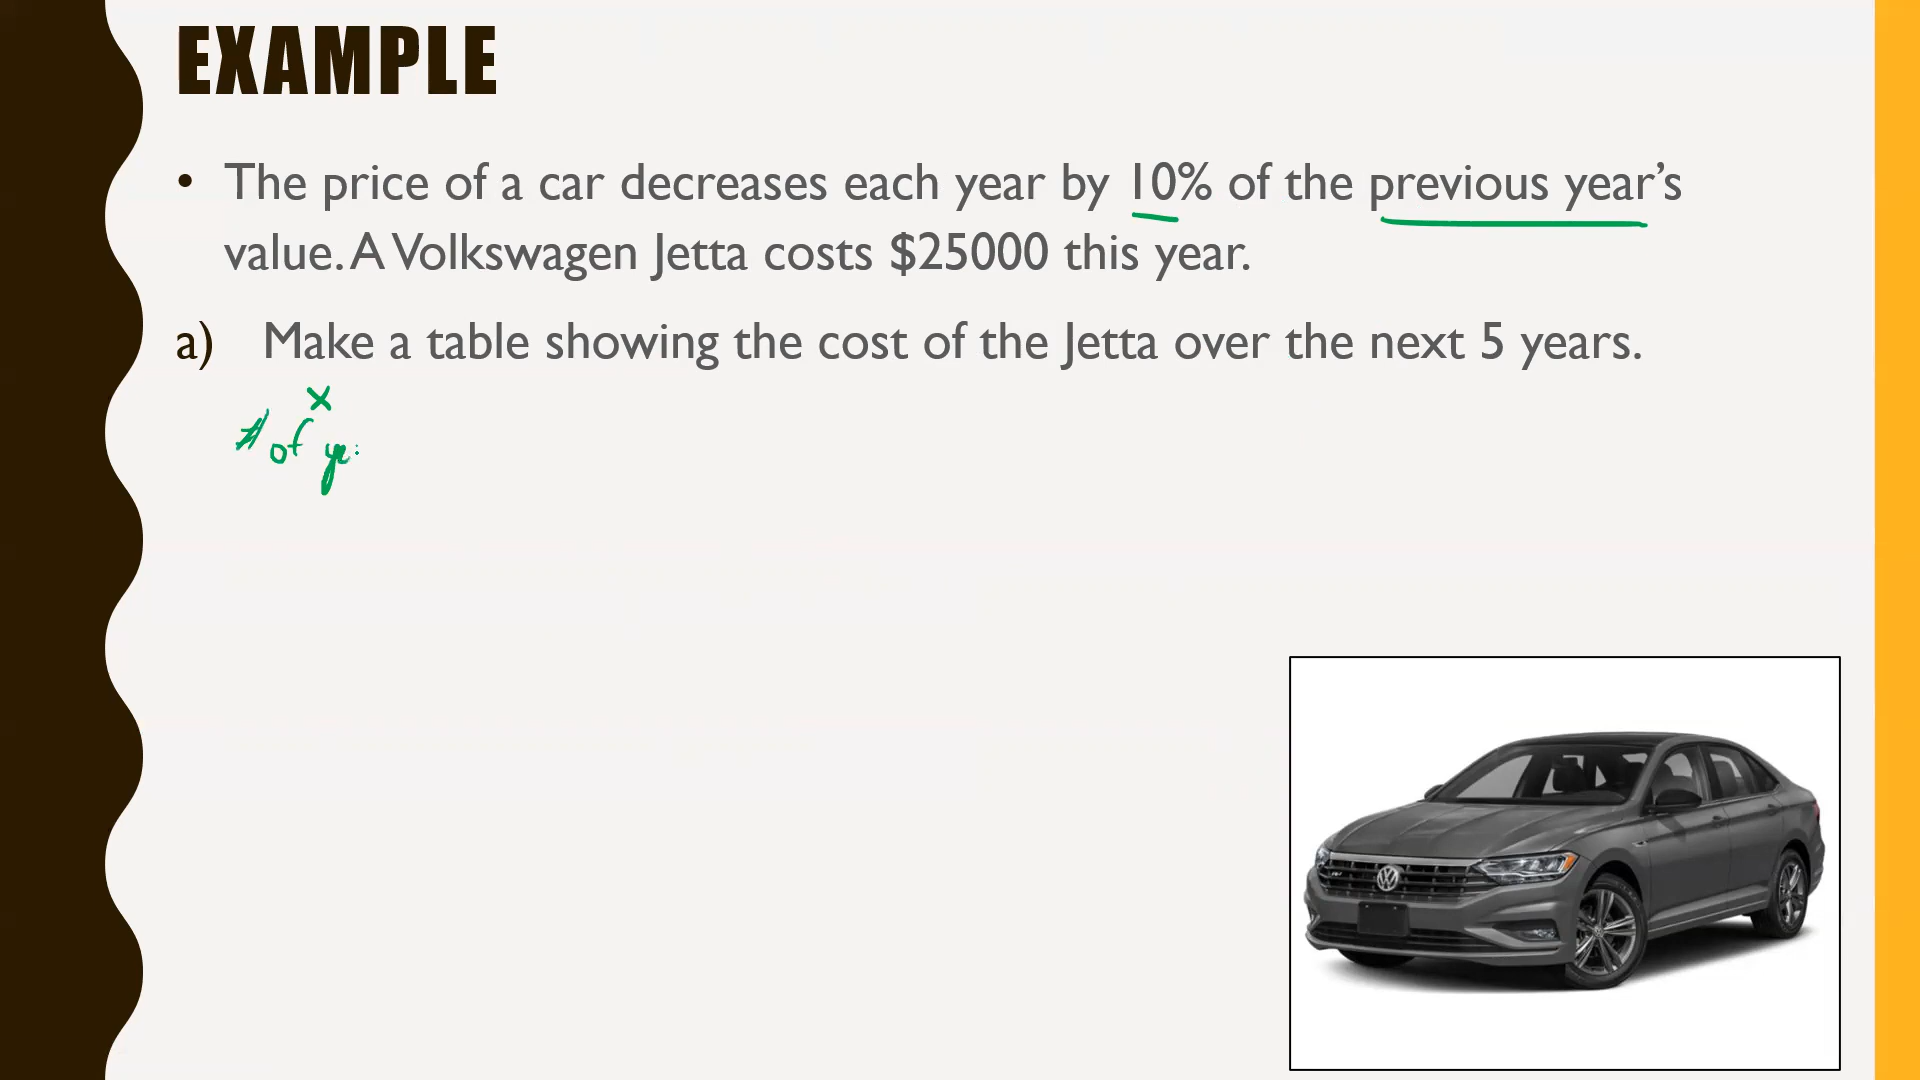 EXAMPLE
• The price of a car decreases each year by 10% of the previous year's
value. A Volkswagen Jetta costs $25000 this year.
a) Make a table showing the cost of the Jetta over the next 5 years.
x
# of